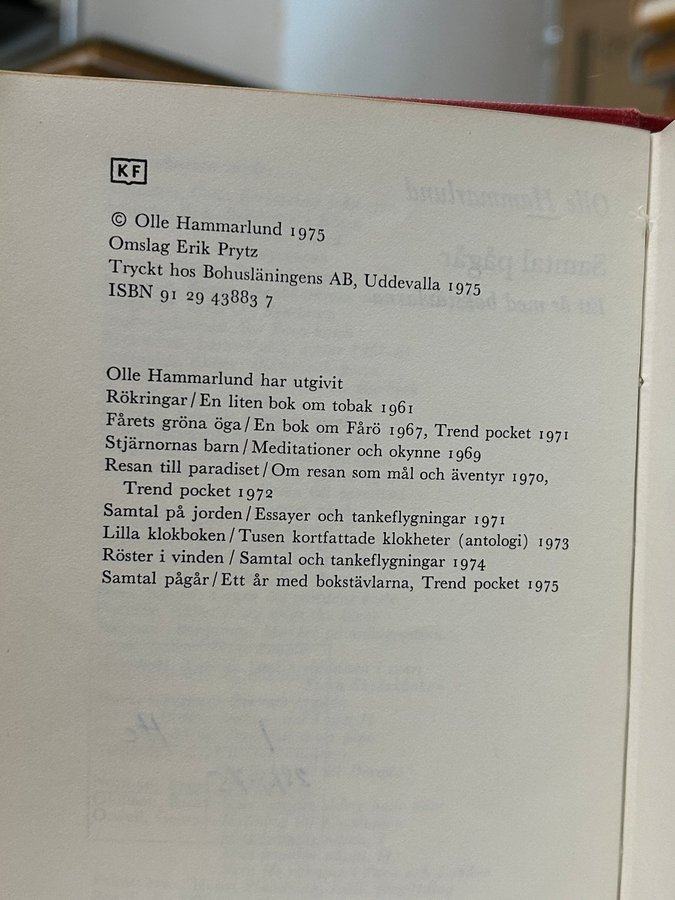 KF
© Olle Hammarlund 1975
Omslag Erik Prytz
Tryckt hos Bohusläningens AB, Uddevalla 1975
ISBN 91 29 43883 7
Olle Hammarlund har utgivit
Rökringar/En liten bok om tobak 1961
Fårets gröna öga/En bok om Fårö 1967, Trend pocket 1971
Stjärnornas barn/Meditationer och okynne 1969
Resan till paradiset/Om resan som mål och äventyr 1970,
Trend pocket 1972
Samtal på jorden/Essayer och tankeflygningar 1971
Lilla klokboken/Tusen kortfattade klokheter (antologi) 1973
Röster i vinden / Samtal och tankeflygningar 1974
Samtal pågår/Ett år med bokstävlarna, Trend pocket 1975
Olle Hammarlund
Samtal pågår